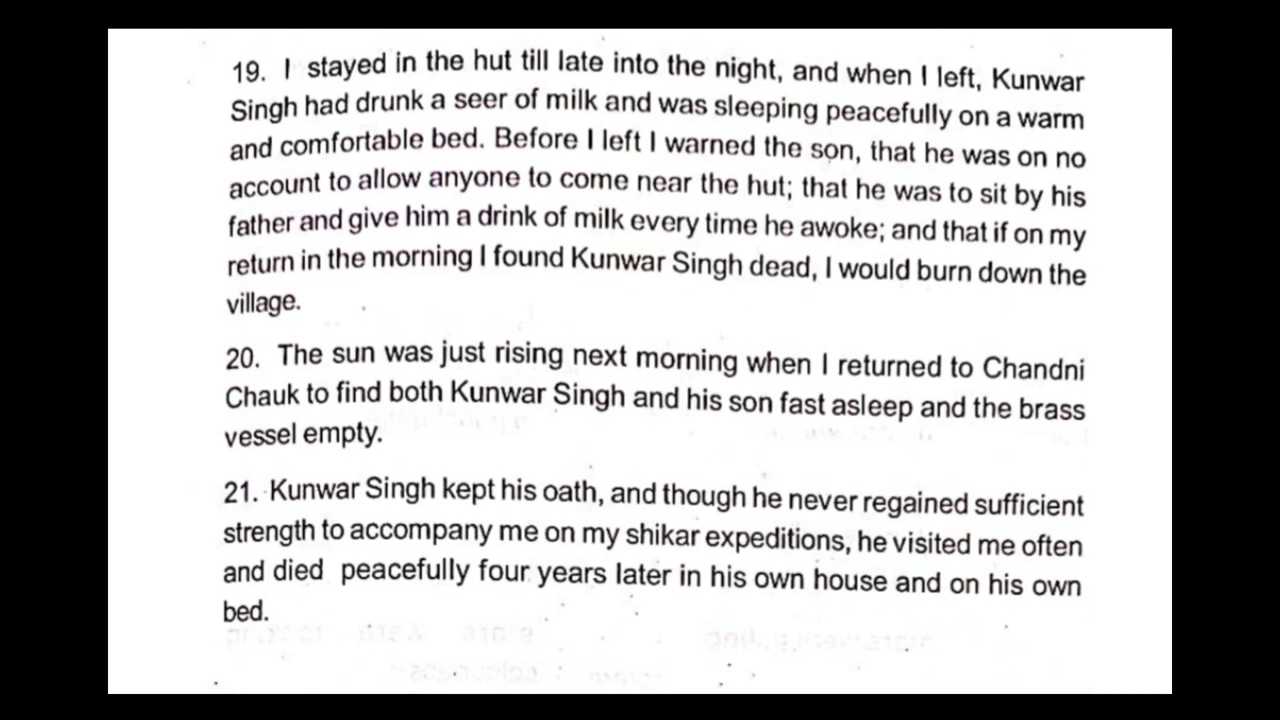 19. I stayed in the hut till late into the night, and when I left, Kunwar
Singh had drunk a seer of milk and was sleeping peacefully on a warm
and comfortable bed. Before I left I warned the son, that he was on no
account to allow anyone to come near the hut; that he was to sit by his
father and give him a drink of milk every time he awoke; and that if on my
return in the morning I found Kunwar Singh dead, I would burn down the
village.
20. The sun was just rising next morning when I returned to Chandni
Chauk to find both Kunwar Singh and his son fast asleep and the brass
vessel empty.
21. Kunwar Singh kept his oath, and though he never regained sufficient
strength to accompany me on my shikar expeditions, he visited me often
and died peacefully four years later in his own house and on his own
bed.